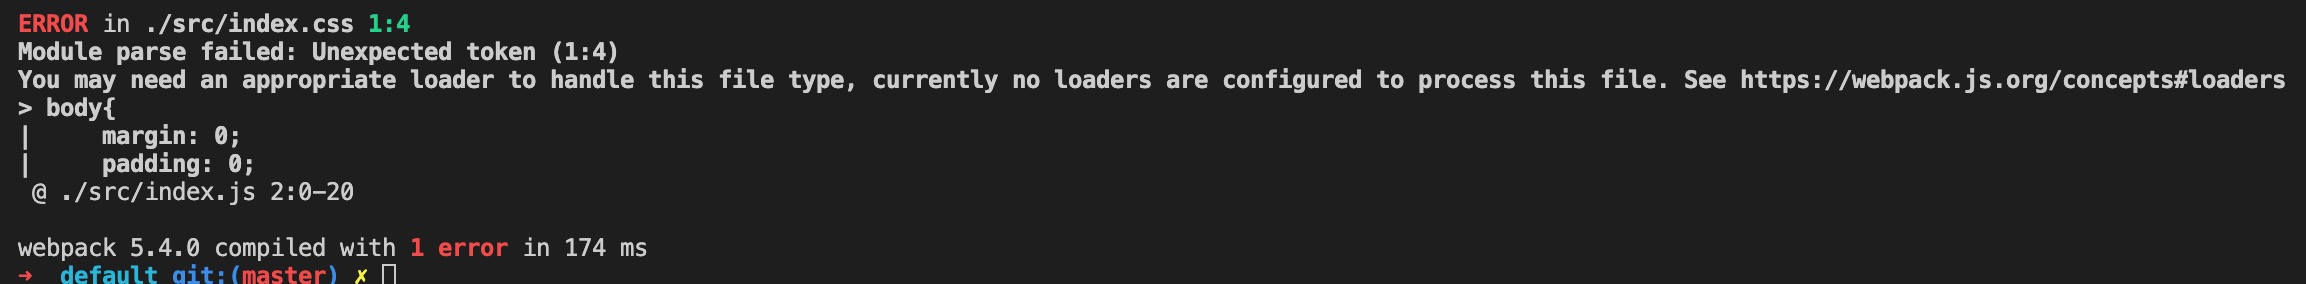 ERROR in ./src/index.css 1:4
Module parse failed: Unexpected token (1:4)
You may need an appropriate loader to handle this file type, currently no loaders are configured to process this file. See https://webpack.js.org/concepts#loaders
> body{
|     margin: 0;
|     padding: 0;
 @ ./src/index.js 2:0-20
webpack 5.4.0 compiled with 1 error in 174 ms
→  default git:(master) ✗